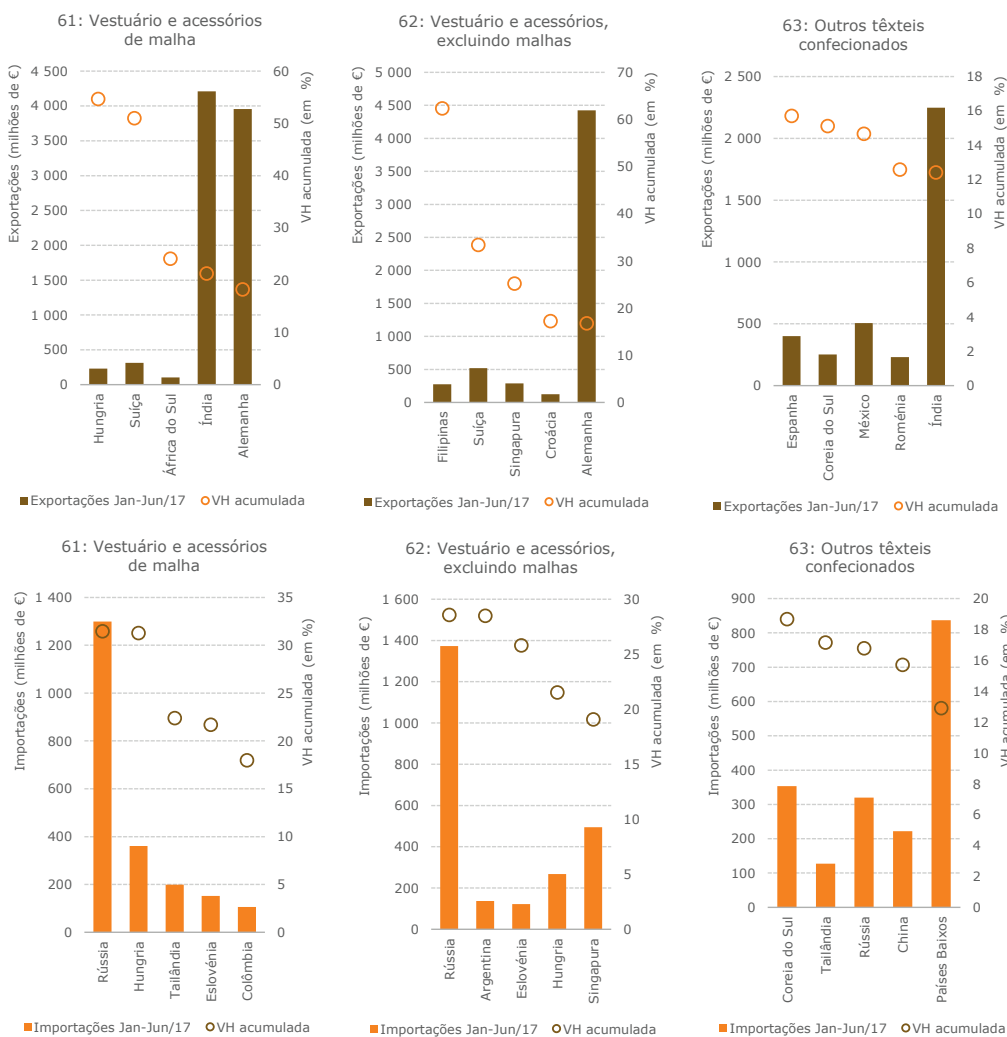 61: Vestuário e acessórios
de malha
Exportações (milhões de €)
4 500
4 000
3 500
3 000
2 500
2 000
1 500
1 000
500
0
60
50
40
30
20
10
0
VH acumulada (em %)
Hungria
Suíça
África do Sul
Índia
Alemanha
Exportações Jan-Jun/17 VH acumulada
62: Vestuário e acessórios,
excluindo malhas
Exportações (milhões de €)
5 000
4 500
4 000
3 500
3 000
2 500
2 000
1 500
1 000
500
0
70
60
50
40
30
20
10
0
VH acumulada (em %)
Filipinas
Suíça
Singapura
Croácia
Alemanha
Exportações Jan-Jun/17 VH acumulada
63: Outros têxteis
confecionados
Exportações (milhões de €)
2 500
2 000
1 500
1 000
500
0
18
16
14
12
10
8
6
4
2
0
VH acumulada (em %)
Espanha
Coreia do Sul
México
Roménia
Índia
Exportações Jan-Jun/17 VH acumulada
61: Vestuário e acessórios
de malha
Importações (milhões de €)
1 400
1 200
1 000
800
600
400
200
0
35
30
25
20
15
10
5
0
VH acumulada (em %)
Rússia
Hungria
Tailândia
Eslovénia
Colômbia
Importações Jan-Jun/17 VH acumulada
62: Vestuário e acessórios,
excluindo malhas
Importações (milhões de €)
1 600
1 400
1 200
1 000
800
600
400
200
0
30
25
20
15
10
5
0
VH acumulada (em %)
Rússia
Argentina
Eslovénia
Hungria
Singapura
Importações Jan-Jun/17 VH acumulada
63: Outros têxteis
confecionados
Importações (milhões de €)
900
800
700
600
500
400
300
200
100
0
20
18
16
14
12
10
8
6
4
2
0
VH acumulada (em %)
Coreia do Sul
Tailândia
Rússia
China
Países Baixos
Importações Jan-Jun/17 VH acumulada